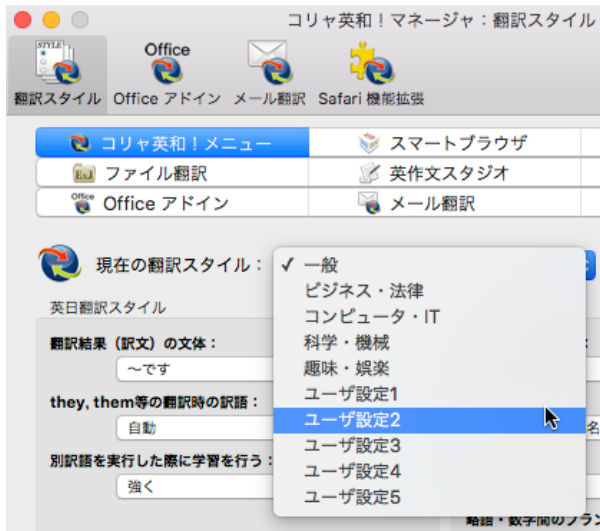 コリャ英和！マネージャ：翻訳スタイル
STYLE
Office
翻訳スタイル Office アドイン メール翻訳 Safari 機能拡張
コリャ英和！メニュー スマートブラウザ
ファイル翻訳 英作文スタジオ
Office アドイン メール翻訳
現在の翻訳スタイル： ✓ 一般
ビジネス・法律
英日翻訳スタイル
コンピュータ・IT
翻訳結果（訳文）の文体： 科学・機械
〜です 趣味・娯楽
ユーザ設定1
they, them等の翻訳時の訳語：
自動 ユーザ設定2 名
ユーザ設定3
別訳語を実行した際に学習を行う：
ユーザ設定4
強く ユーザ設定5
略語・数字間のブラン